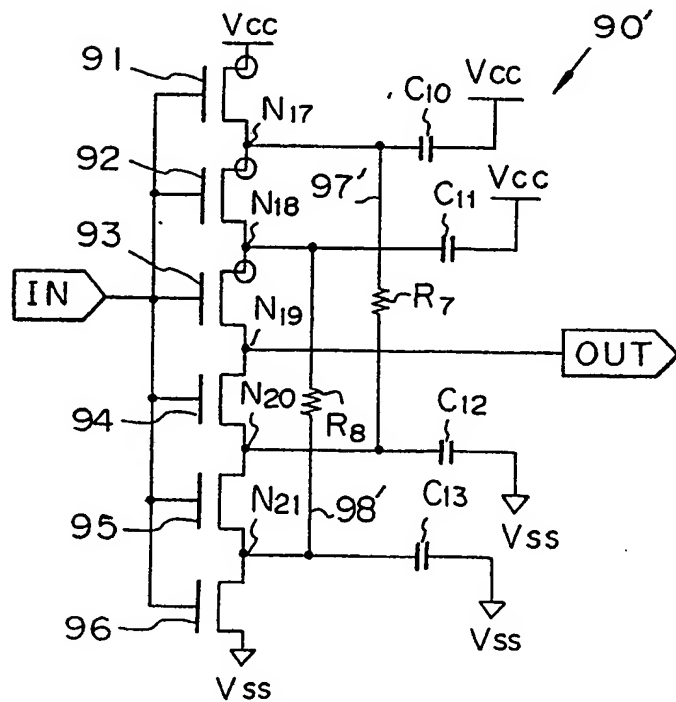 90'
Vcc
91
Vcc
C10
N17
92
97'
Vcc
N18
C11
93
IN
R7
N19
OUT
N20
C12
94
R8
C13
N21
98'
95
Vss
96
Vss
Vss